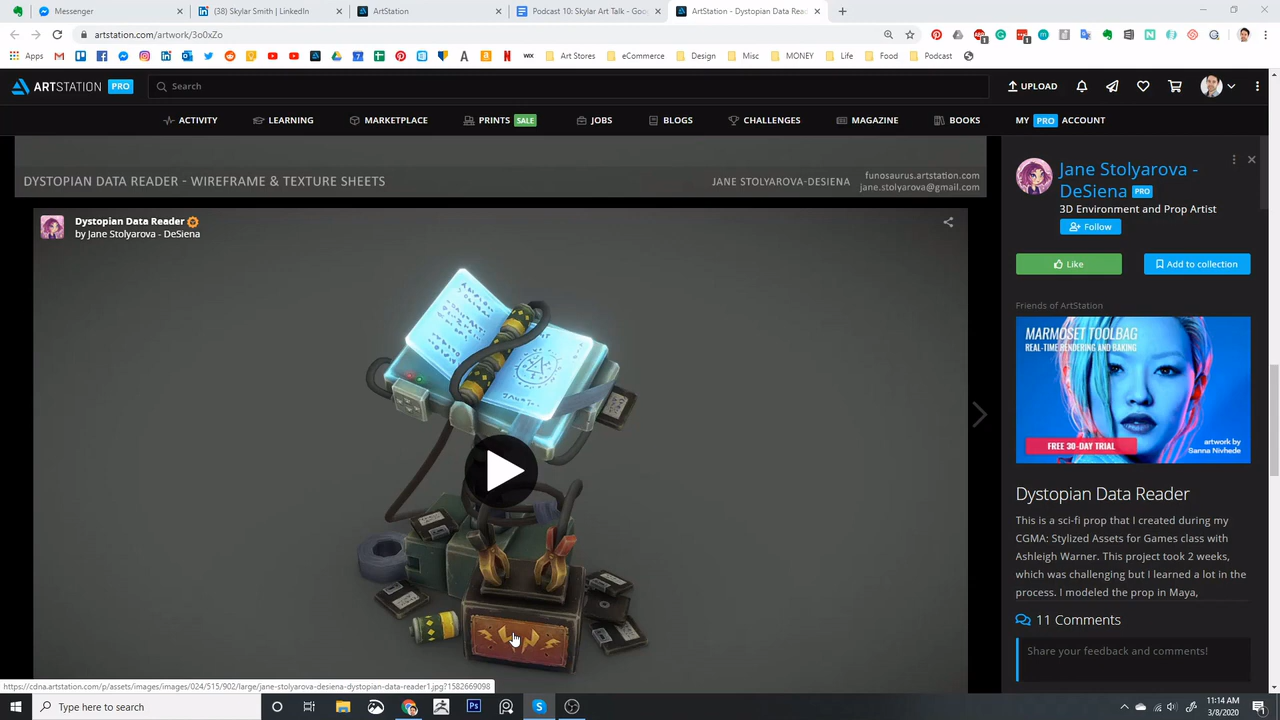 Messenger
(38) Skylar Smith | LinkedIn
ArtStation
Podcast 10: Skylar Art Talk - Goo
ArtStation - Dystopian Data Read
artstation.com/artwork/3o0xZo
Apps
Art Stores
eCommerce
Design
Misc
MONEY
Life
Food
Podcast
ARTSTATION PRO
Search
UPLOAD
ACTIVITY
LEARNING
MARKETPLACE
PRINTS SALE
JOBS
BLOGS
CHALLENGES
MAGAZINE
BOOKS
MY PRO ACCOUNT
DYSTOPIAN DATA READER - WIREFRAME & TEXTURE SHEETS
JANE STOLYAROVA-DESIENA
funosaurus.artstation.com
jane.stolyarova@gmail.com
Dystopian Data Reader
by Jane Stolyarova - DeSiena
Jane Stolyarova -
DeSiena PRO
3D Environment and Prop Artist
Follow
Like
Add to collection
Friends of ArtStation
MARMOSET TOOLBAG
REAL-TIME RENDERING AND BAKING
FREE 30-DAY TRIAL
artwork by
Sanna Nivhede
Dystopian Data Reader
This is a sci-fi prop that I created during my
CGMA: Stylized Assets for Games class with
Ashleigh Warner. This project took 2 weeks,
which was challenging but I learned a lot in the
process. I modeled the prop in Maya,
11 Comments
Share your feedback and comments!
https://cdna.artstation.com/p/assets/images/images/024/515/902/large/jane-stolyarova-desiena-dystopian-data-reader1.jpg?1582669098
Type here to search
11:14 AM
3/8/2020